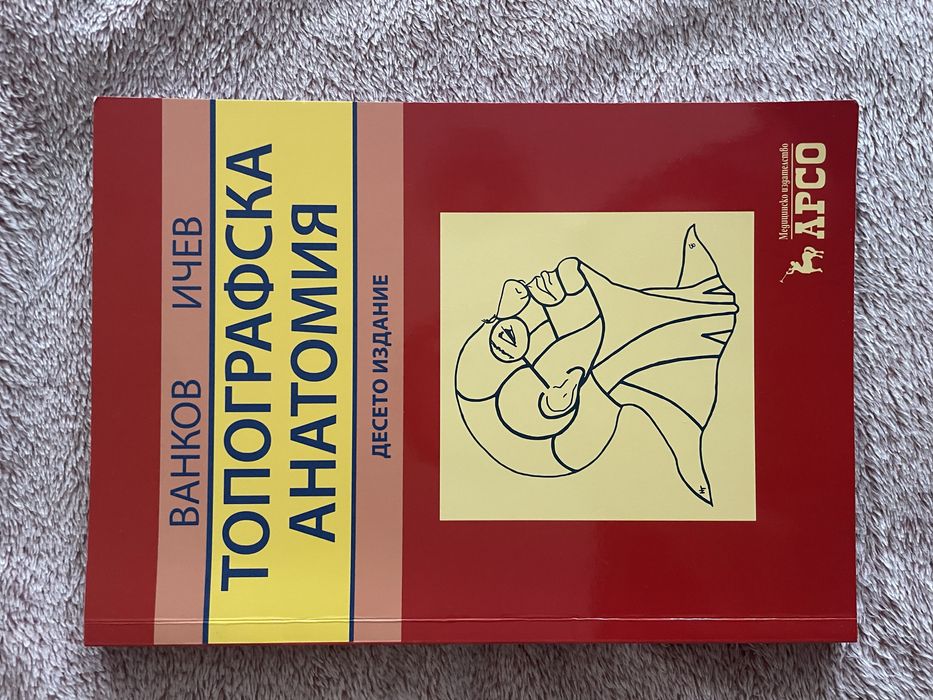 ВАНКОВ ИЧЕВ
ТОПОГРАФСКА
АНАТОМИЯ
ДЕСЕТО ИЗДАНИЕ
Медицинско издателство
АРСО